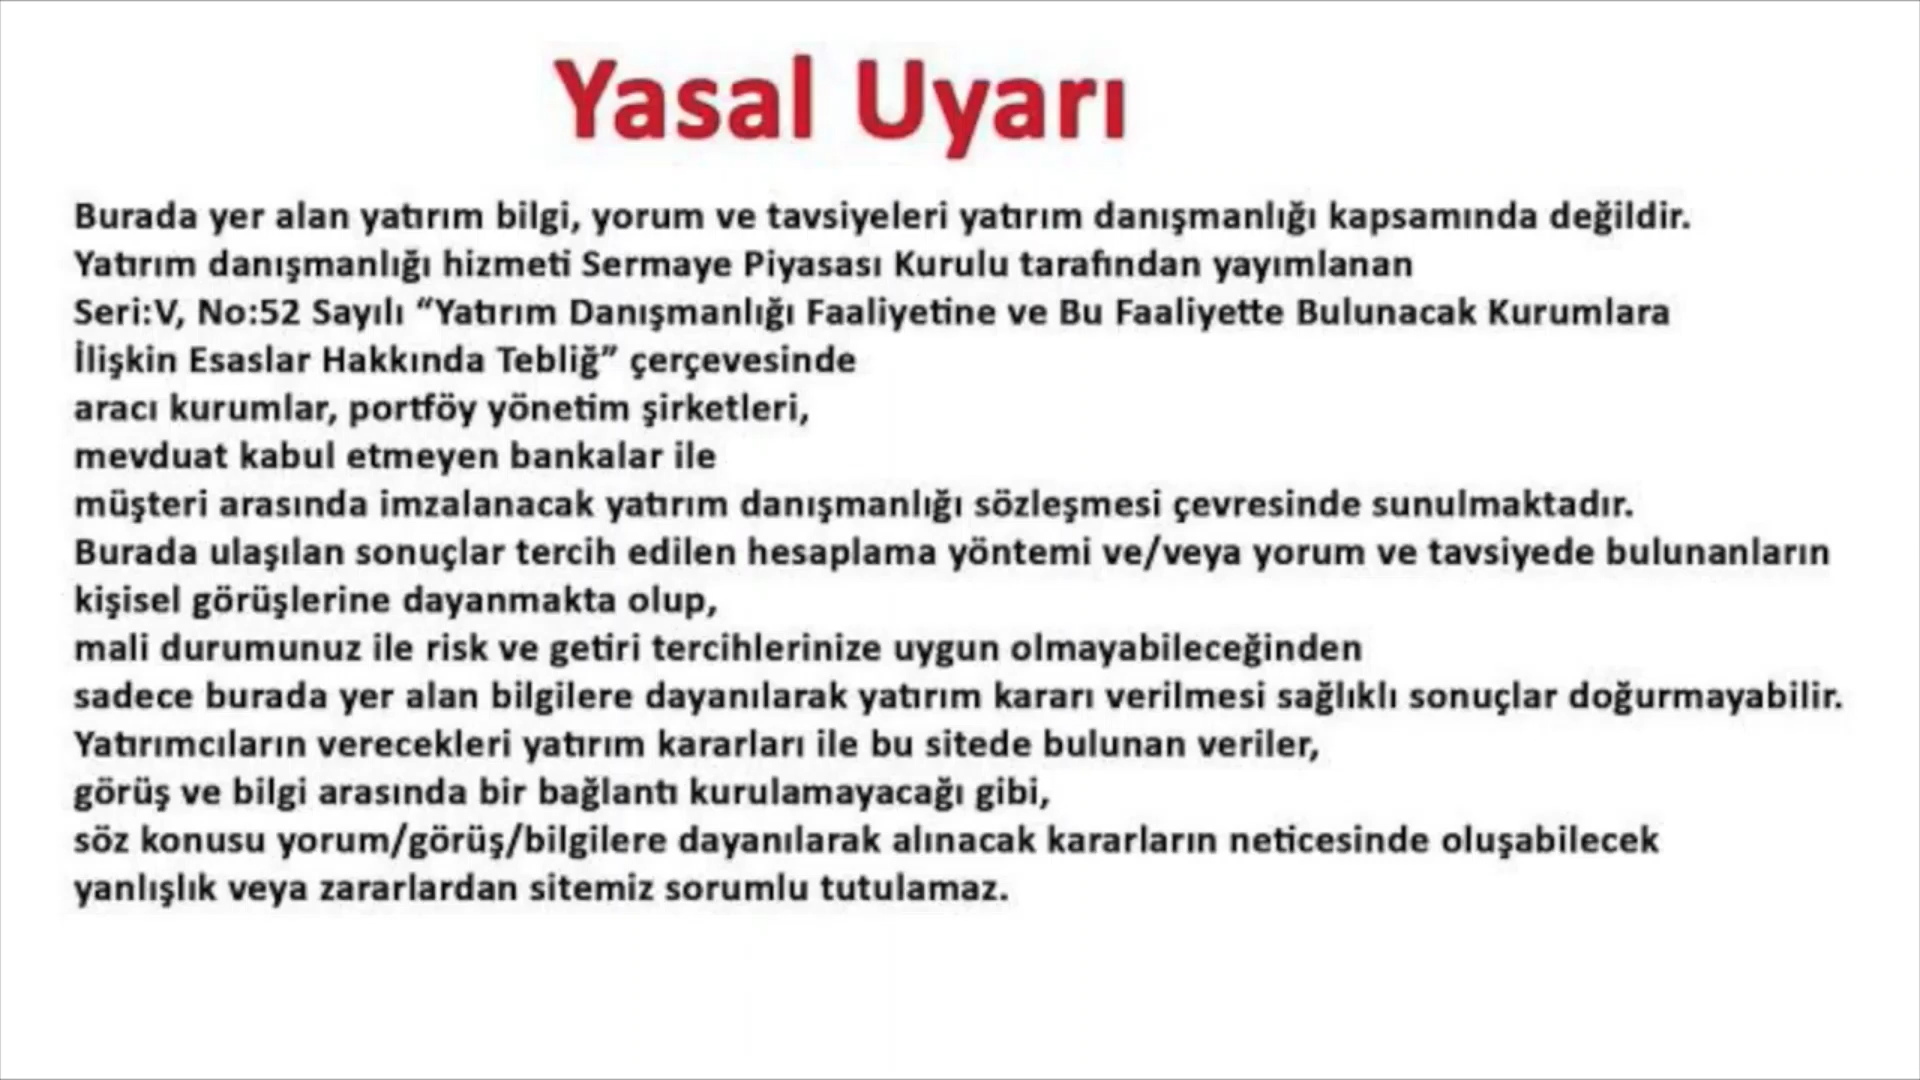 Yasal Uyarı
Burada yer alan yatırım bilgi, yorum ve tavsiyeleri yatırım danışmanlığı kapsamında değildir.
Yatırım danışmanlığı hizmeti Sermaye Piyasası Kurulu tarafından yayımlanan
Seri:V, No:52 Sayılı “Yatırım Danışmanlığı Faaliyetine ve Bu Faaliyette Bulunacak Kurumlara
İlişkin Esaslar Hakkında Tebliğ” çerçevesinde
aracı kurumlar, portföy yönetim şirketleri,
mevduat kabul etmeyen bankalar ile
müşteri arasında imzalanacak yatırım danışmanlığı sözleşmesi çevresinde sunulmaktadır.
Burada ulaşılan sonuçlar tercih edilen hesaplama yöntemi ve/veya yorum ve tavsiyede bulunanların
kişisel görüşlerine dayanmakta olup,
mali durumunuz ile risk ve getiri tercihlerinize uygun olmayabileceğinden
sadece burada yer alan bilgilere dayanılarak yatırım kararı verilmesi sağlıklı sonuçlar doğurmayabilir.
Yatırımcıların verecekleri yatırım kararları ile bu sitede bulunan veriler,
görüş ve bilgi arasında bir bağlantı kurulamayacağı gibi,
söz konusu yorum/görüş/bilgilere dayanılarak alınacak kararların neticesinde oluşabilecek
yanlışlık veya zararlardan sitemiz sorumlu tutulamaz.